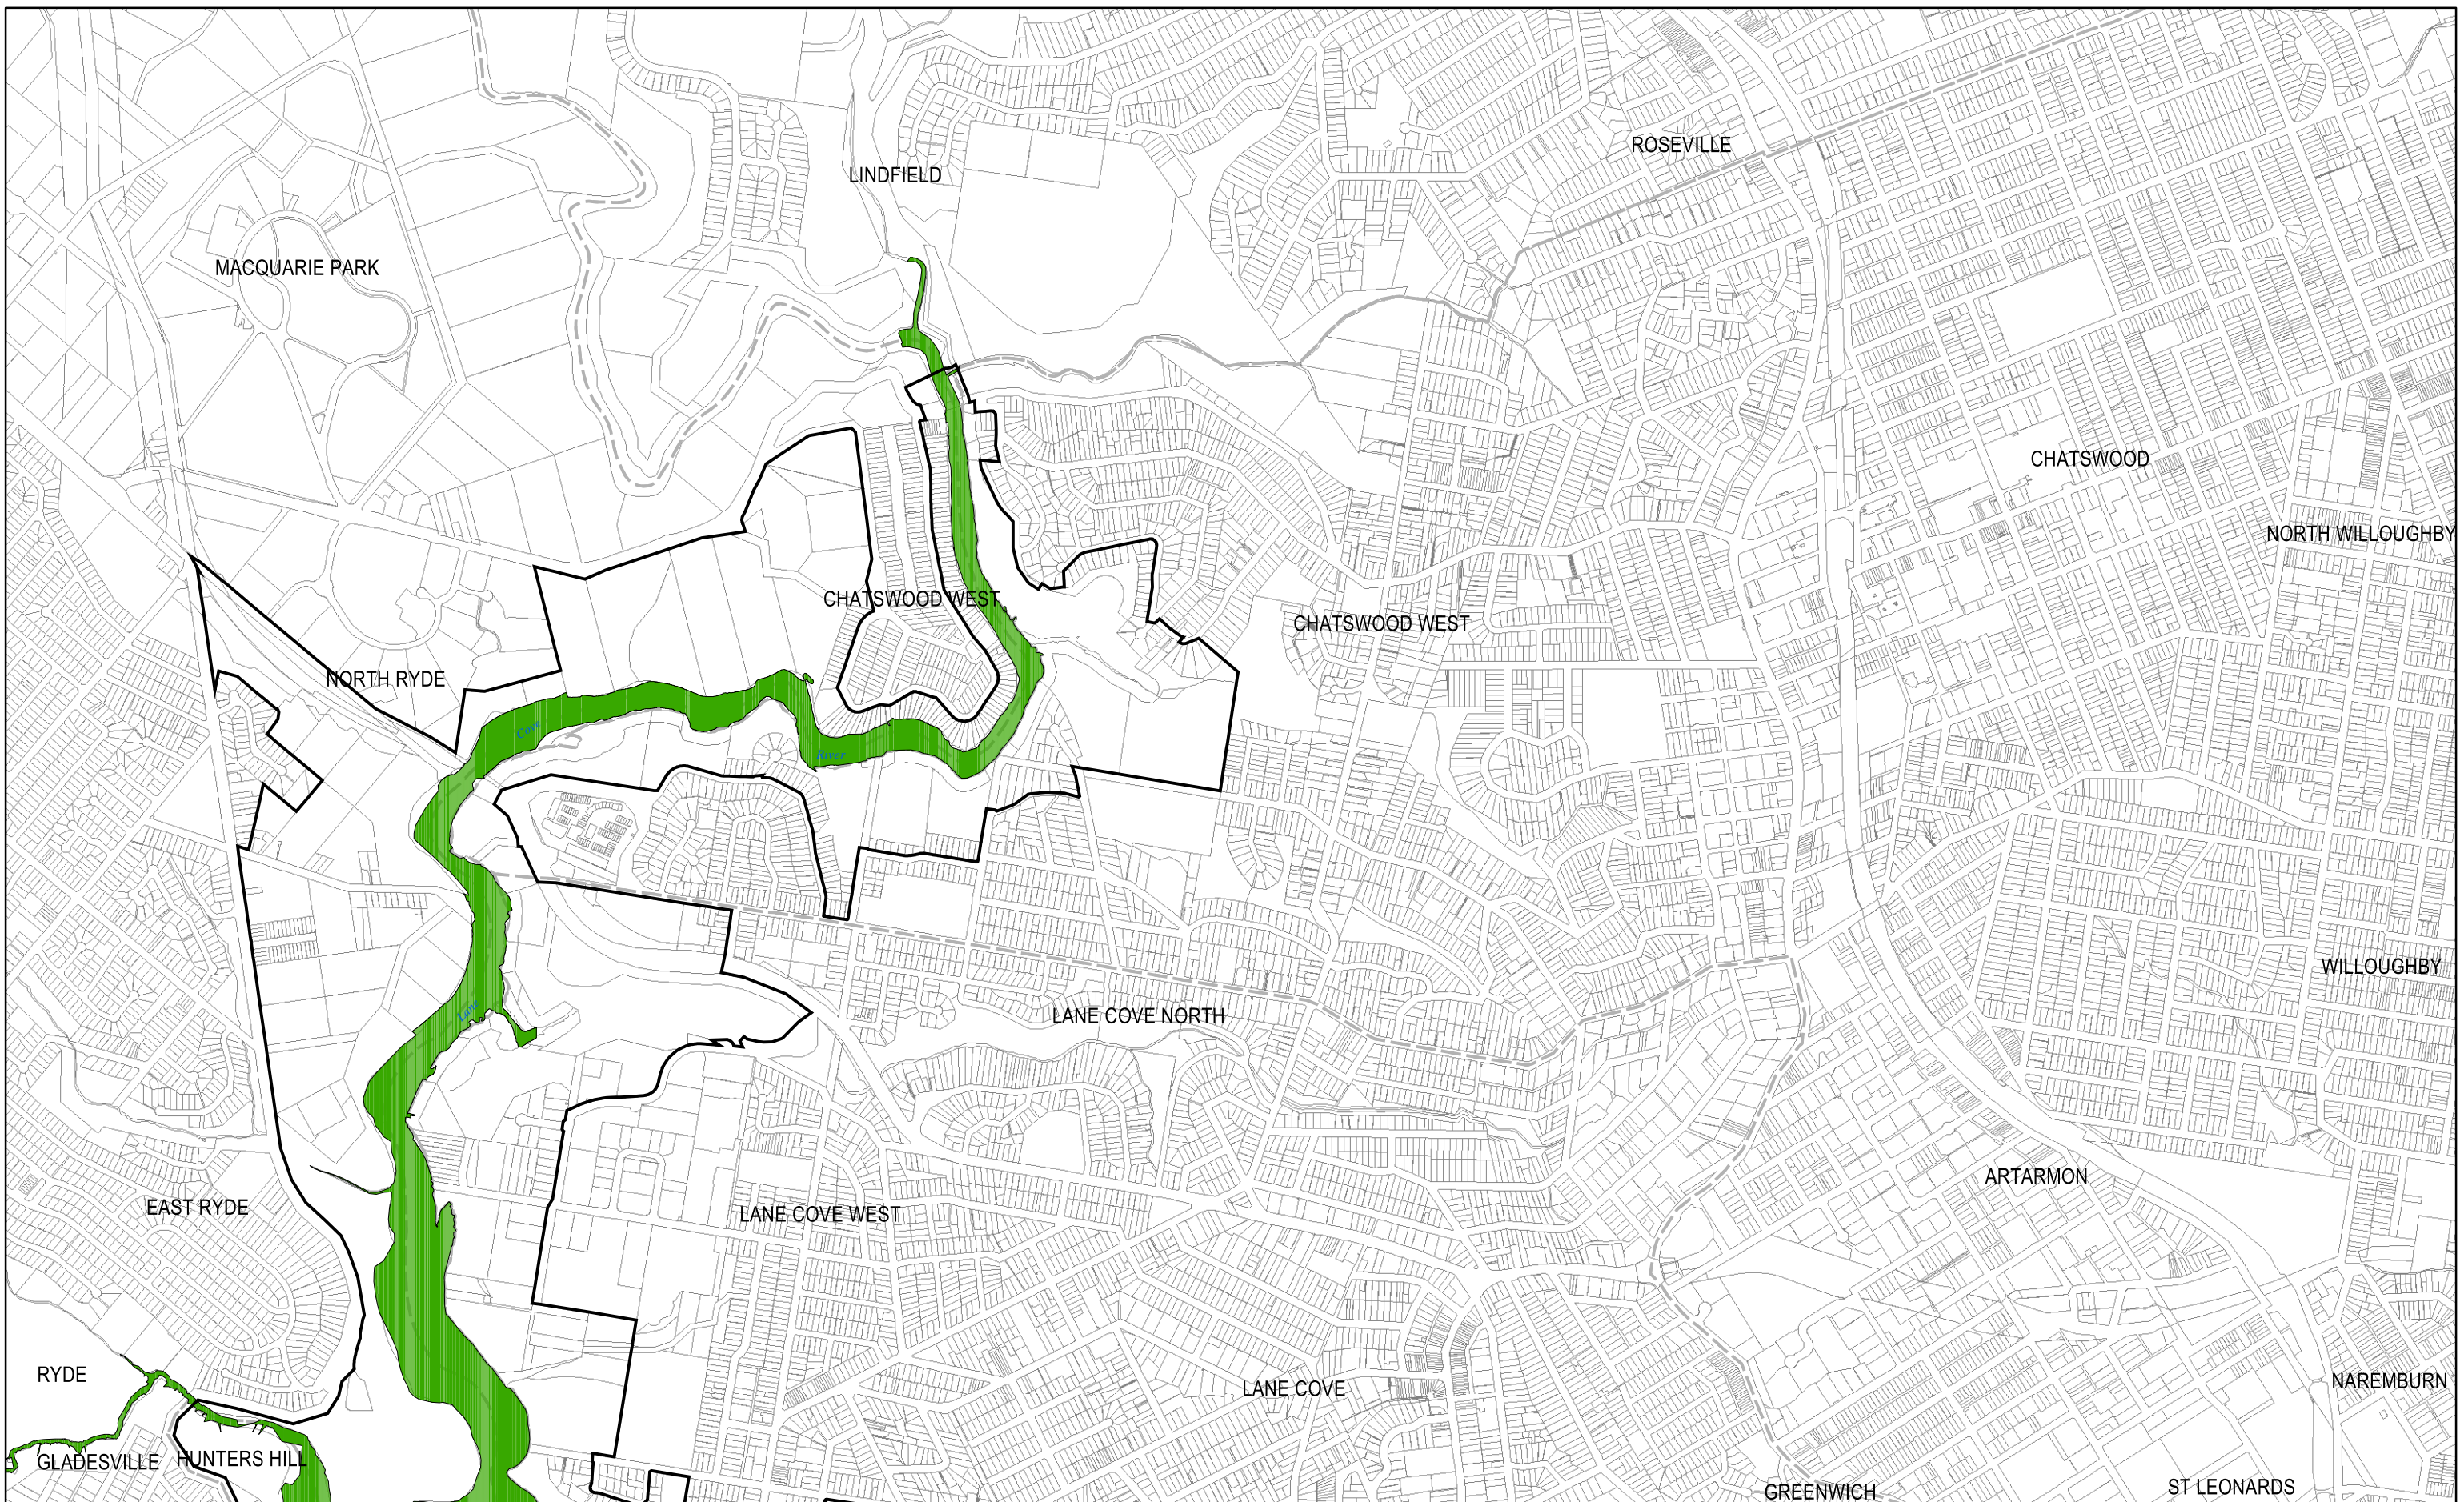 ROSEVILLE
LINDFIELD
MACQUARIE PARK
CHATSWOOD
NORTH WILLOUGHBY
CHATSWOOD WEST
CHATSWOOD WEST
NORTH RYDE
Cove
River
WILLOUGHBY
Lane
LANE COVE NORTH
ARTARMON
EAST RYDE
LANE COVE WEST
RYDE
NAREMBURN
LANE COVE
GLADESVILLE
HUNTERS HILL
ST LEONARDS
GREENWICH